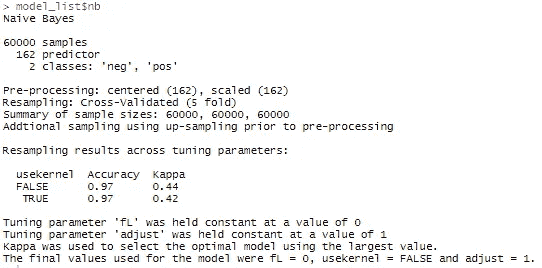 > model_list$nb
Naive Bayes
60000 samples
162 predictor
2 classes: 'neg', 'pos'
Pre-processing: centered (162), scaled (162)
Resampling: Cross-Validated (5 fold)
Summary of sample sizes: 60000, 60000, 60000
Addtional sampling using up-sampling prior to pre-processing
Resampling results across tuning parameters:
usekernel Accuracy Kappa
FALSE 0.97 0.44
TRUE 0.97 0.42
Tuning parameter 'fL' was held constant at a value of 0
Tuning parameter 'adjust' was held constant at a value of 1
Kappa was used to select the optimal model using the largest value.
The final values used for the model were fL = 0, usekernel = FALSE and adjust = 1.